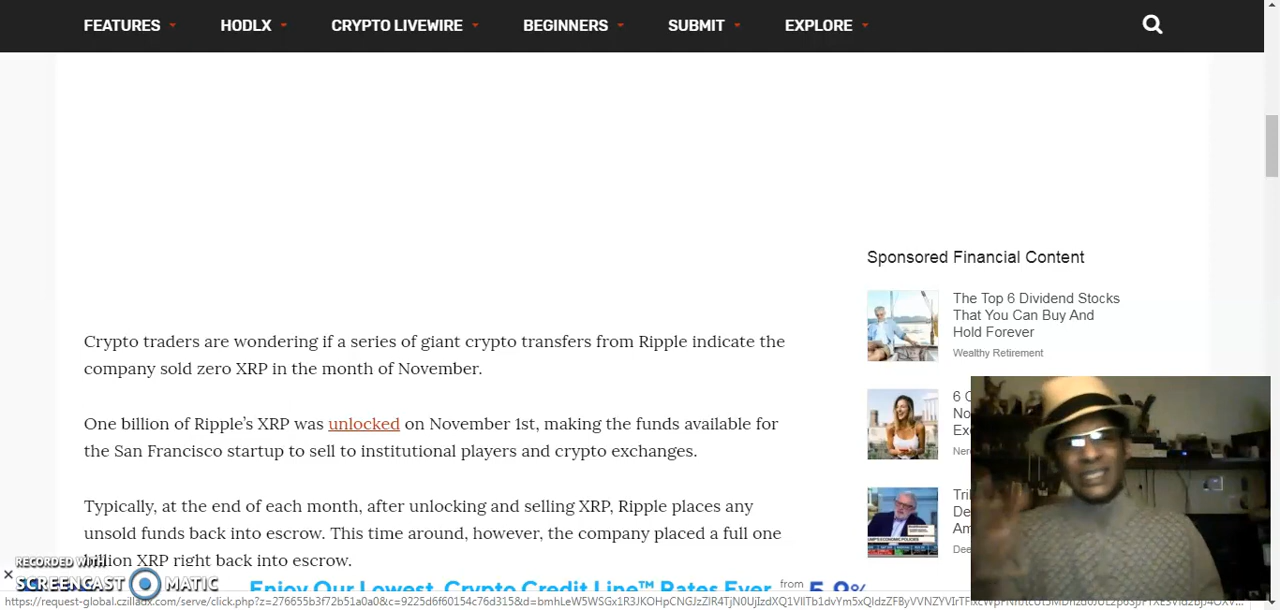 FEATURES HODLX CRYPTO LIVEWIRE BEGINNERS SUBMIT EXPLORE
Sponsored Financial Content
The Top 6 Dividend Stocks
That You Can Buy And
Hold Forever
Wealthy Retirement
Crypto traders are wondering if a series of giant crypto transfers from Ripple indicate the
company sold zero XRP in the month of November.
One billion of Ripple’s XRP was unlocked on November 1st, making the funds available for
the San Francisco startup to sell to institutional players and crypto exchanges.
Typically, at the end of each month, after unlocking and selling XRP, Ripple places any
unsold funds back into escrow. This time around, however, the company placed a full one
billion XRP right back into escrow.
6
RECORDED WITH
SCREENCAST MATIC
Enjoy Our Lowest Crypto Credit Line™ Rates Ever from 5.9%